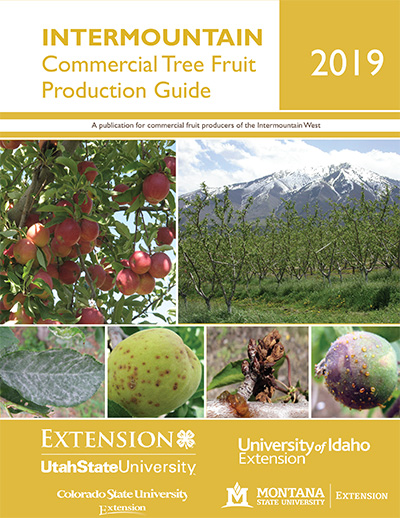 INTERMOUNTAIN
Commercial Tree Fruit
Production Guide
2019
A publication for commercial fruit producers of the Intermountain West
EXTENSION
UtahStateUniversity
University of Idaho
Extension
Colorado State University
Extension
MONTANA
STATE UNIVERSITY
EXTENSION